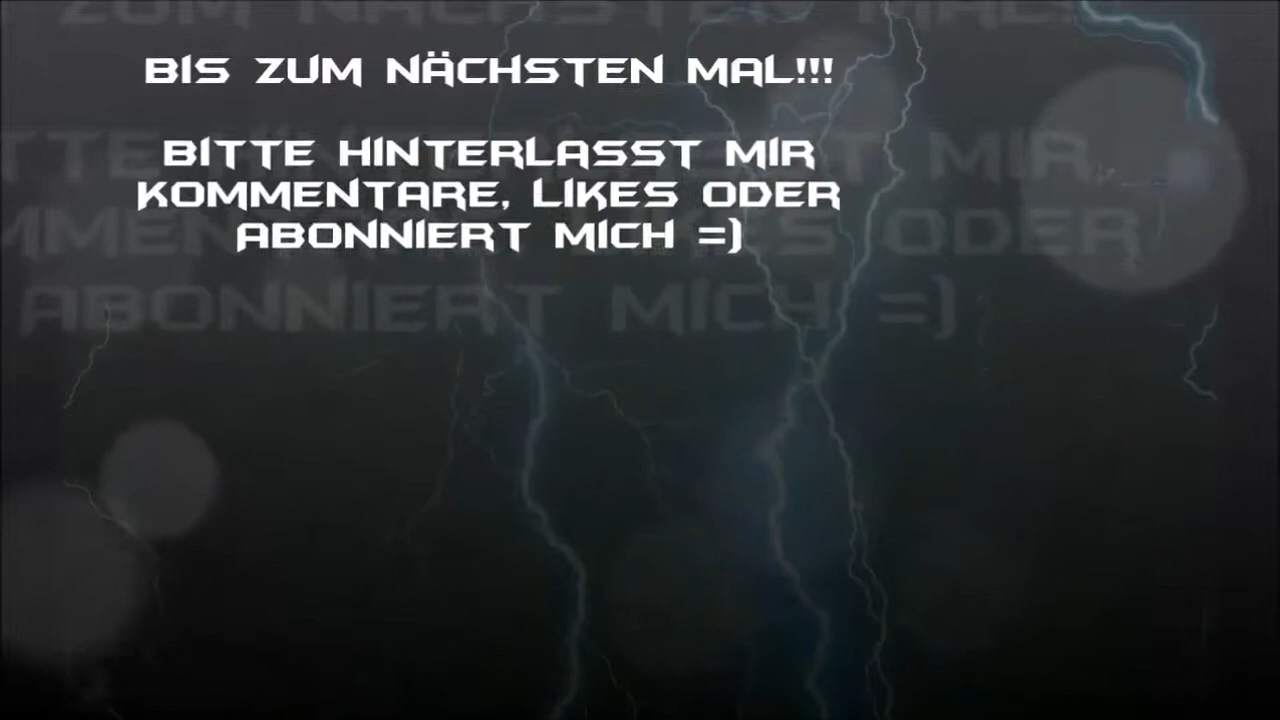 BIS ZUM NÄCHSTEN MAL!!!
BITTE HINTERLASST MIR
KOMMENTARE, LIKES ODER
ABONNIERT MICH =)